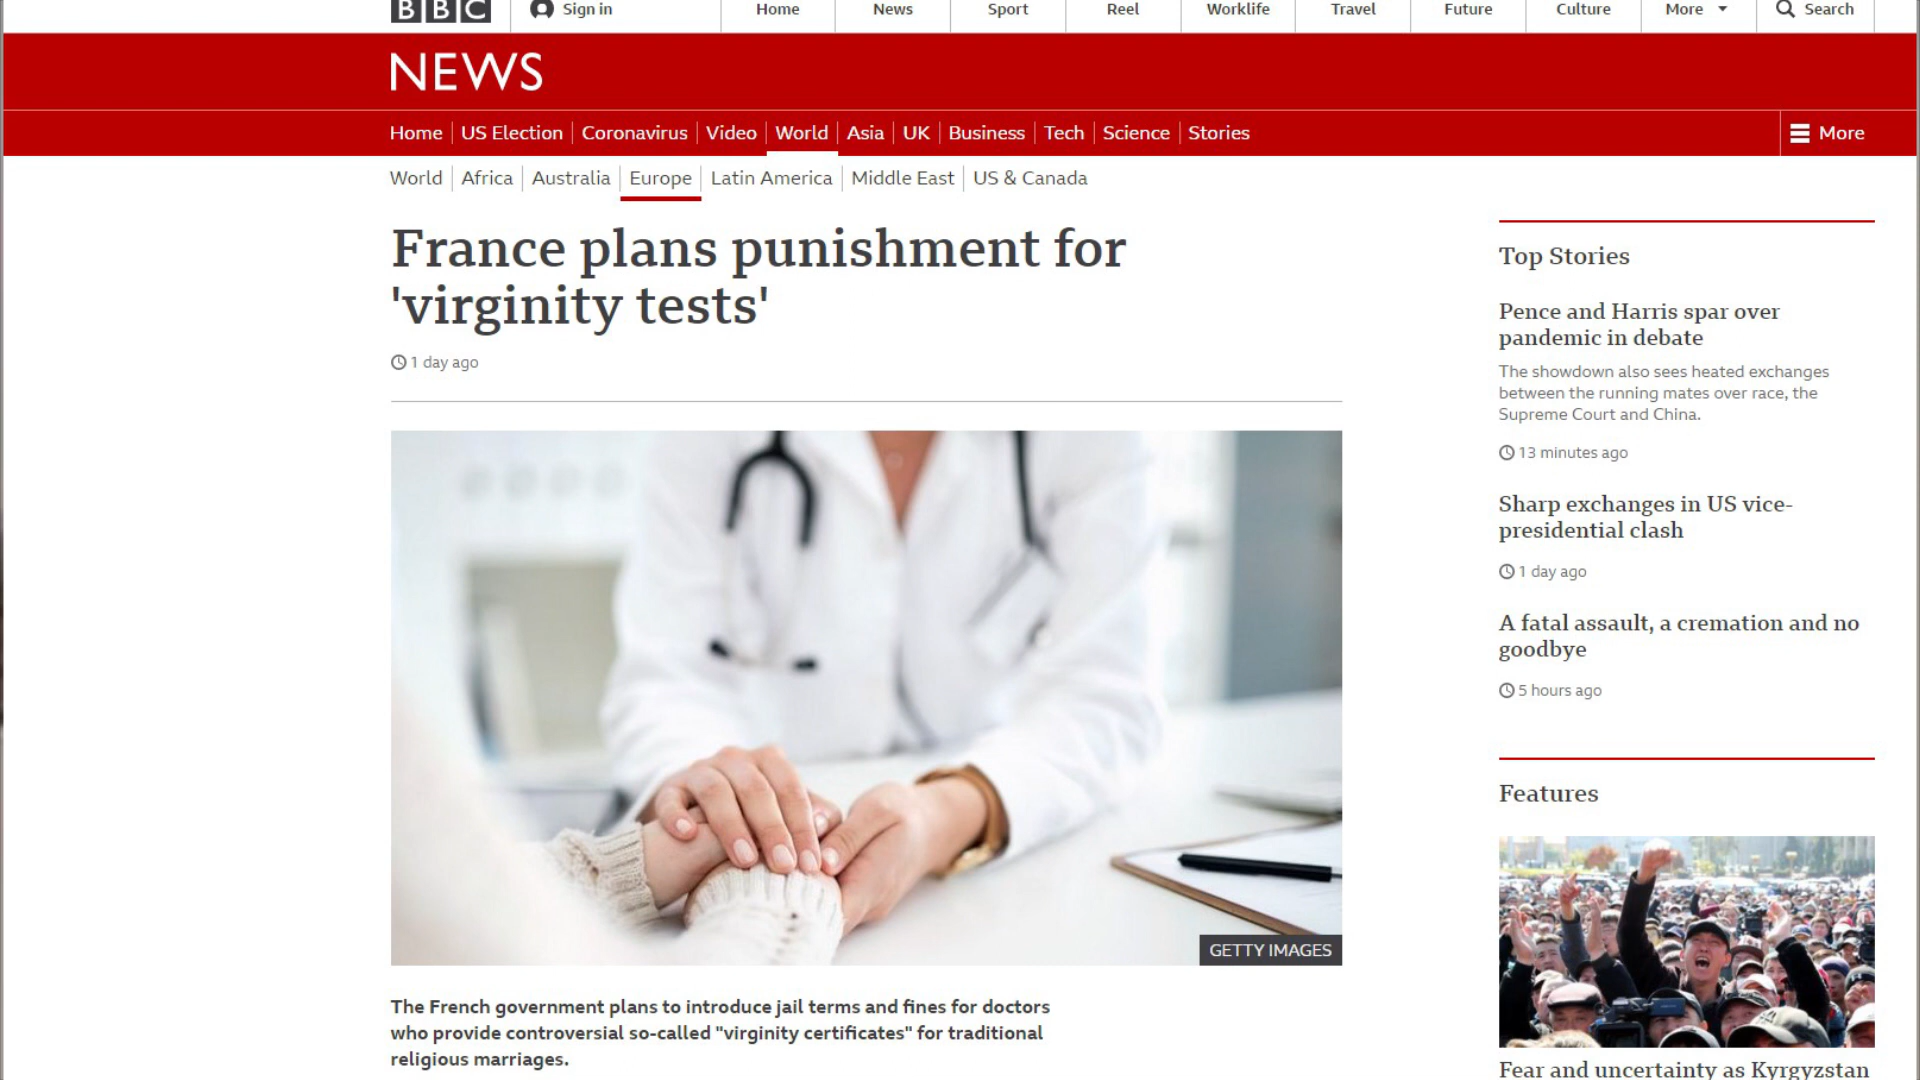 BBC
Sign in
Home
News
Sport
Reel
Worklife
Travel
Future
Culture
More
Search
NEWS
Home
US Election
Coronavirus
Video
World
Asia
UK
Business
Tech
Science
Stories
More
World
Africa
Australia
Europe
Latin America
Middle East
US & Canada
France plans punishment for
'virginity tests'
1 day ago
GETTY IMAGES
The French government plans to introduce jail terms and fines for doctors
who provide controversial so-called "virginity certificates" for traditional
religious marriages.
Top Stories
Pence and Harris spar over
pandemic in debate
The showdown also sees heated exchanges
between the running mates over race, the
Supreme Court and China.
13 minutes ago
Sharp exchanges in US vice-
presidential clash
1 day ago
A fatal assault, a cremation and no
goodbye
5 hours ago
Features
Fear and uncertainty as Kyrgyzstan